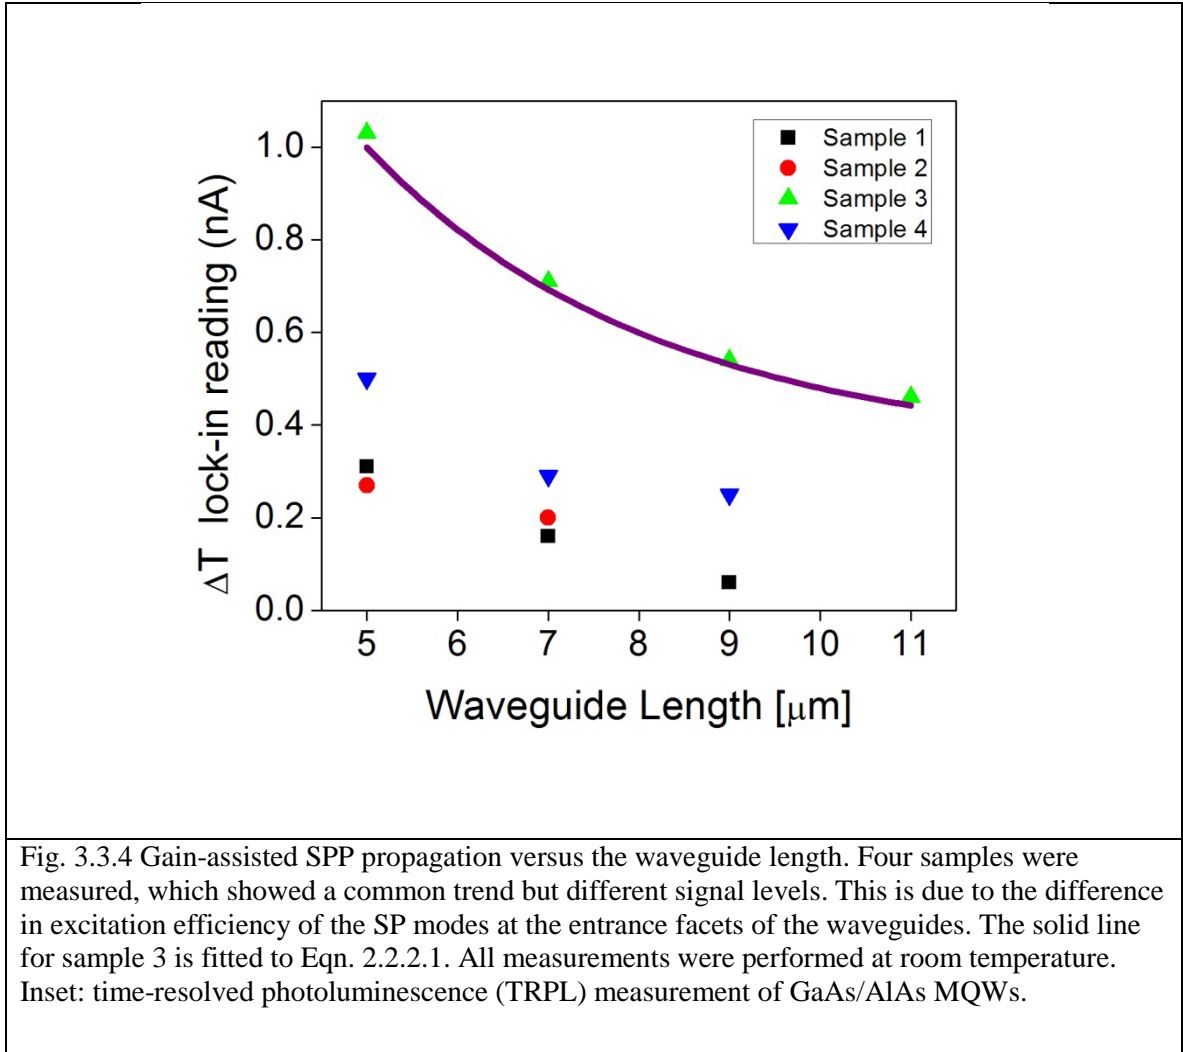 1.0
0.8
0.6
0.4
0.2
0.0
ΔT lock-in reading (nA)
Sample 1
Sample 2
Sample 3
Sample 4
5 6 7 8 9 10 11
Waveguide Length [μm]
Fig. 3.3.4 Gain-assisted SPP propagation versus the waveguide length. Four samples were
measured, which showed a common trend but different signal levels. This is due to the difference
in excitation efficiency of the SP modes at the entrance facets of the waveguides. The solid line
for sample 3 is fitted to Eqn. 2.2.2.1. All measurements were performed at room temperature.
Inset: time-resolved photoluminescence (TRPL) measurement of GaAs/AlAs MQWs.